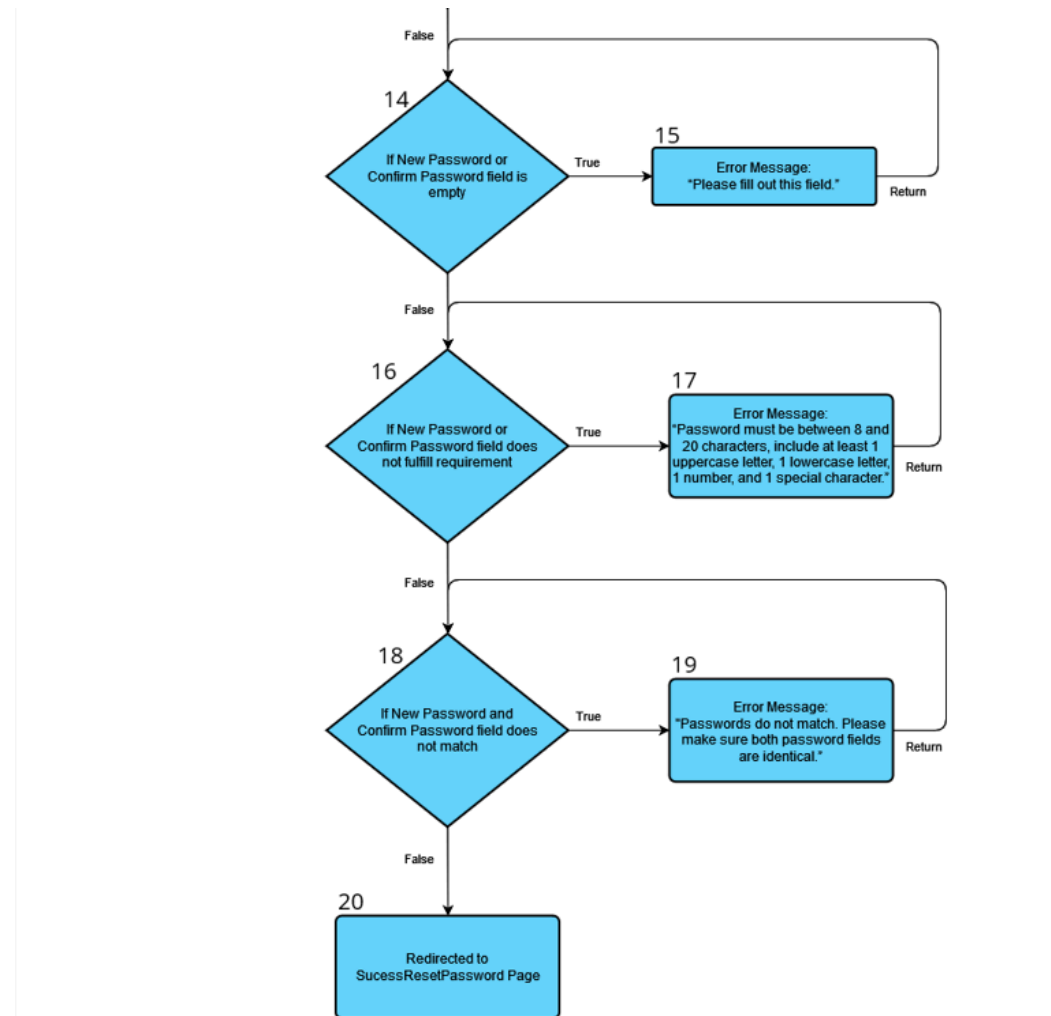 False
14
If New Password or
Confirm Password field is
empty
True
15
Error Message:
"Please fill out this field."
Return
False
16
If New Password or
Confirm Password field does
not fulfill requirement
True
17
Error Message:
"Password must be between 8 and
20 characters, include at least 1
uppercase letter, 1 lowercase letter,
1 number, and 1 special character."
Return
False
18
If New Password and
Confirm Password field does
not match
True
19
Error Message:
"Passwords do not match. Please
make sure both password fields
are identical."
Return
False
20
Redirected to
SucessResetPassword Page